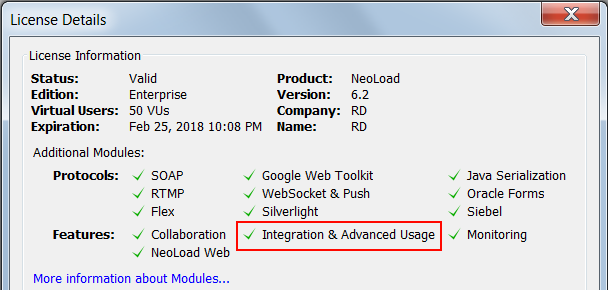 License Details
License Information
Status: Valid Product: NeoLoad
Edition: Enterprise Version: 6.2
Virtual Users: 50 VUs Company: RD
Expiration: Feb 25, 2018 10:08 PM Name: RD
Additional Modules:
Protocols: ✓ SOAP ✓ Google Web Toolkit ✓ Java Serialization
✓ RTMP ✓ WebSocket & Push ✓ Oracle Forms
✓ Flex ✓ Silverlight ✓ Siebel
Features: ✓ Collaboration ✓ Integration & Advanced Usage ✓ Monitoring
✓ NeoLoad Web
More information about Modules...